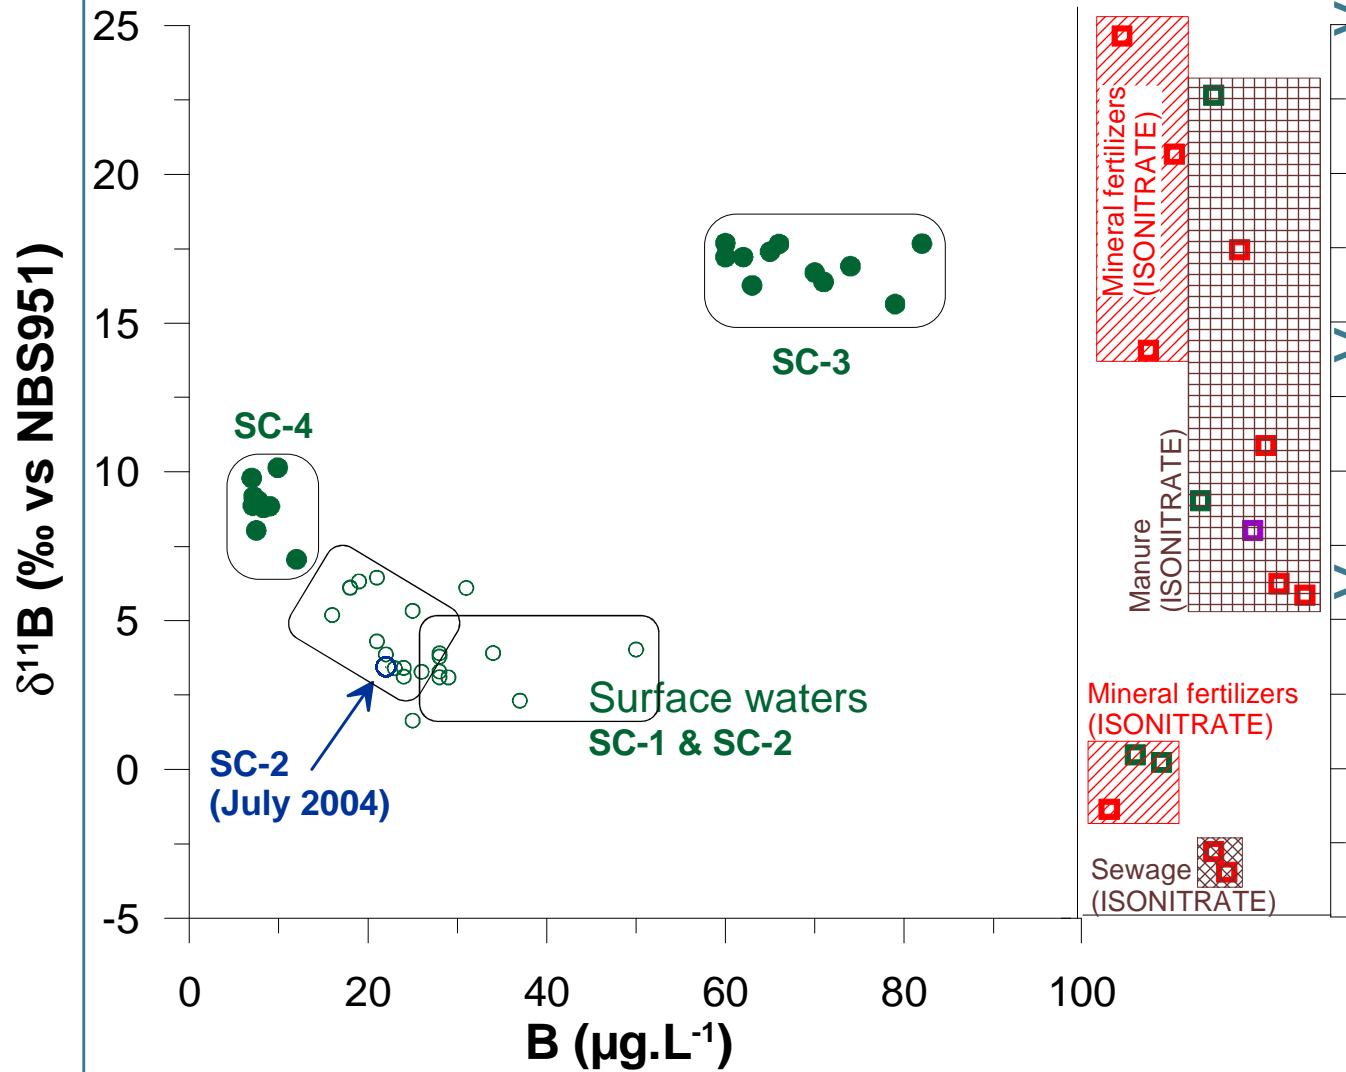 25
20
15
10
5
0
-5
δ¹¹B (‰ vs NBS951)
0
20
40
60
80
100
B (µg.L⁻¹)
SC-4
SC-3
Surface waters
SC-1 & SC-2
SC-2
(July 2004)
Mineral fertilizers
(ISONITRATE)
Manure
(ISONITRATE)
Mineral fertilizers
(ISONITRATE)
Sewage
(ISONITRATE)